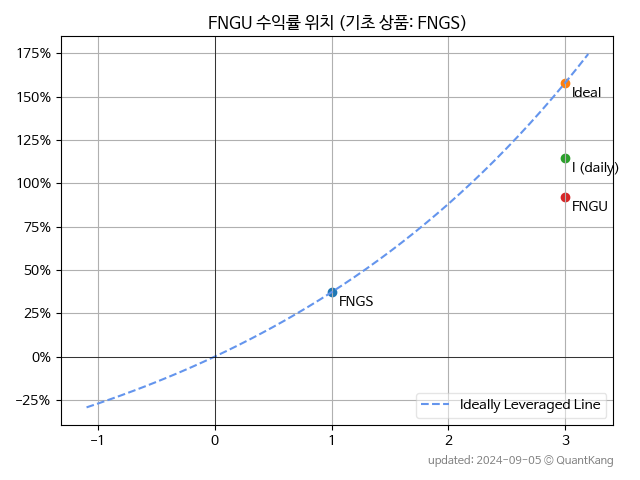 FNGU 수익률 위치 (기초 상품: FNGS)
175%
150%
125%
100%
75%
50%
25%
0%
−25%
Ideal
I (daily)
FNGU
FNGS
Ideally Leveraged Line
−1 0 1 2 3
updated: 2024-09-05 © QuantKang